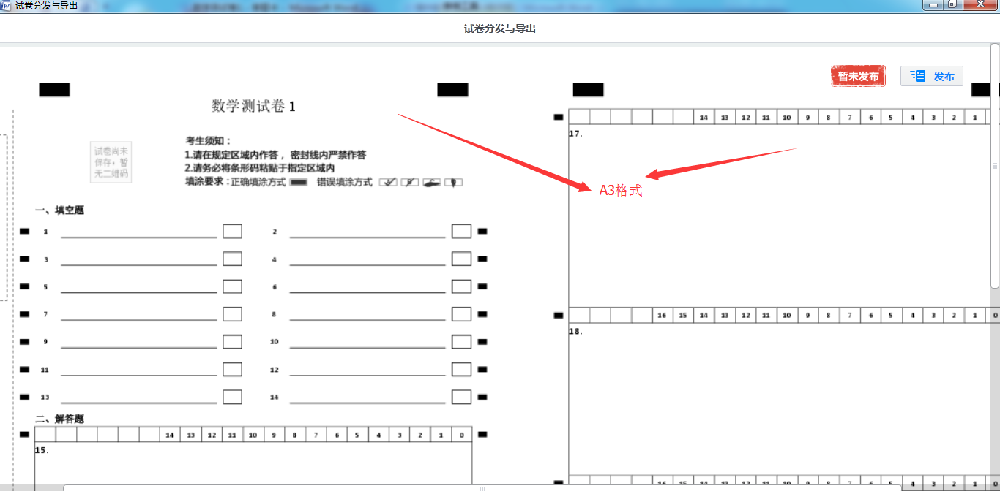 试卷分发与导出
试卷分发与导出
暂未发布
发布
数学测试卷1
试卷尚未
保存，暂
无二维码
考生须知：
1.请在规定区域内作答，密封线内严禁作答
2.请务必将条形码粘贴于指定区域内
填涂要求：正确填涂方式 错误填涂方式
一、填空题
1 2
3 4
5 6
7 8
9 10
11 12
13 14
二、解答题
14 13 12 11 10 9 8 7 6 5 4 3 2 1 0
15.
14 13 12 11 10 9 8 7 6 5 4 3 2 1
17.
A3格式
16 15 14 13 12 11 10 9 8 7 6 5 4 3 2 1 0
18.
16 15 14 13 12 11 10 9 8 7 6 5 4 3 2 1 0